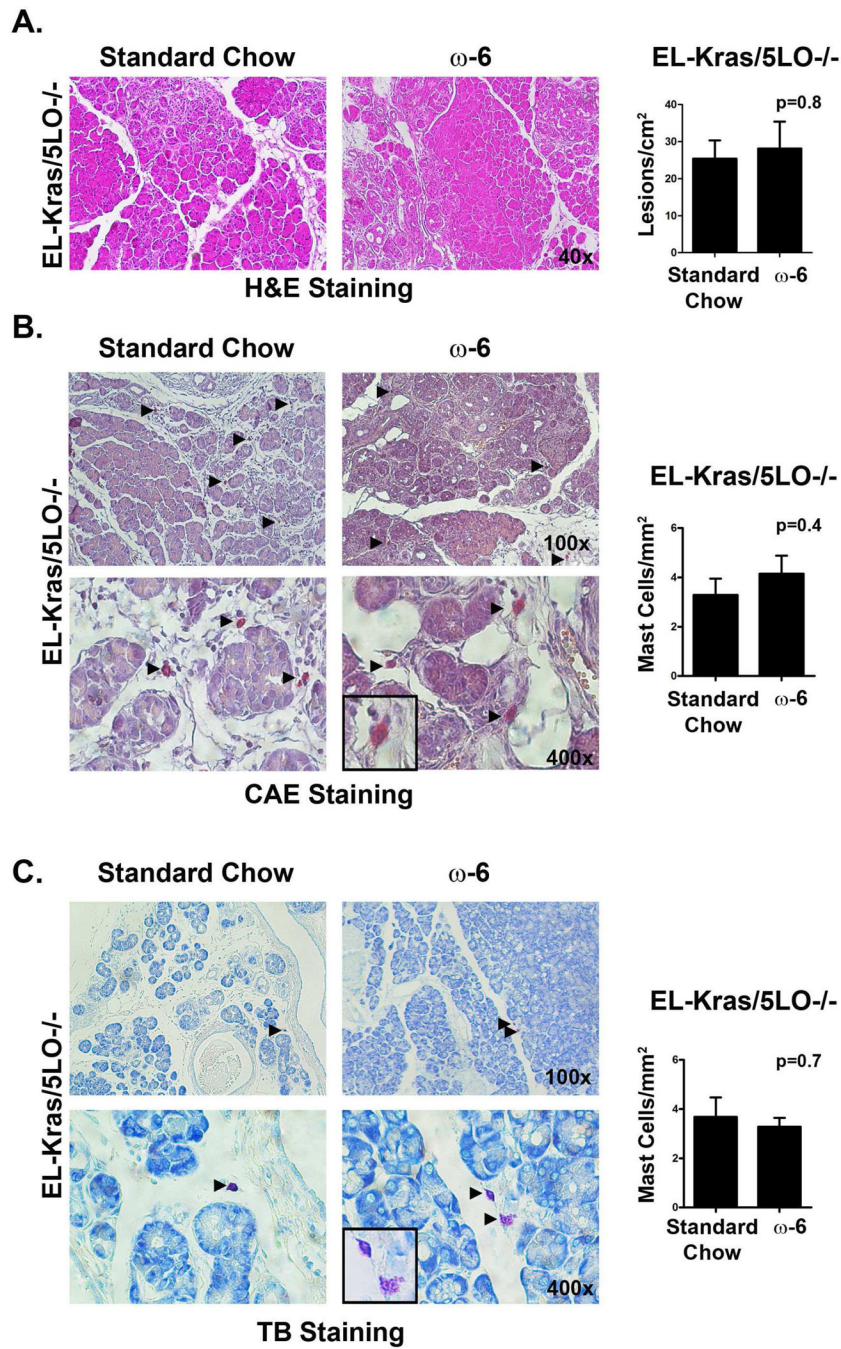 A.
Standard Chow
ω-6
EL-Kras/5LO-/-
EL-Kras/5LO-/-
40x
H&E Staining
p=0.8
Lesions/cm²
40
30
20
10
0
Standard Chow
ω-6
B.
Standard Chow
ω-6
EL-Kras/5LO-/-
100x
400x
CAE Staining
EL-Kras/5LO-/-
p=0.4
Mast Cells/mm²
6
4
2
0
Standard Chow
ω-6
C.
Standard Chow
ω-6
EL-Kras/5LO-/-
100x
400x
TB Staining
EL-Kras/5LO-/-
p=0.7
Mast Cells/mm²
6
4
2
0
Standard Chow
ω-6